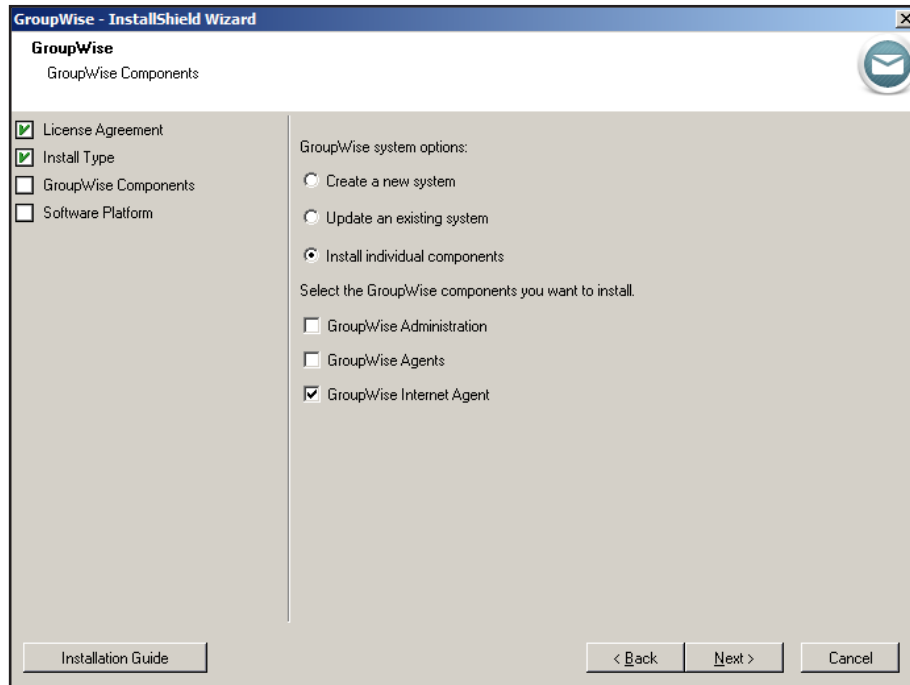 GroupWise - InstallShield Wizard
GroupWise
GroupWise Components
License Agreement
Install Type
GroupWise Components
Software Platform
GroupWise system options:
Create a new system
Update an existing system
Install individual components
Select the GroupWise components you want to install.
GroupWise Administration
GroupWise Agents
GroupWise Internet Agent
Installation Guide
< Back
Next >
Cancel